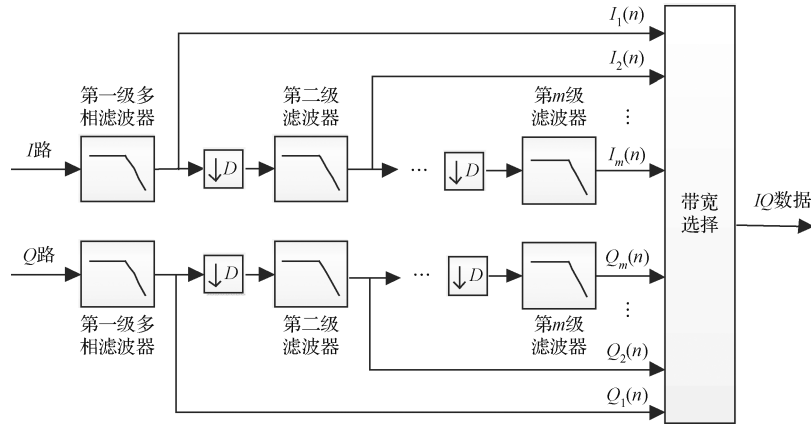 I₁(n)
I₂(n)
第一级多
相滤波器
第二级
滤波器
第m级
滤波器
⋮
I路
↓D
...
↓D
Iₘ(n)
带宽
选择
IQ数据
Q路
↓D
...
↓D
Qₘ(n)
第一级多
相滤波器
第二级
滤波器
第m级
滤波器
⋮
Q₂(n)
Q₁(n)